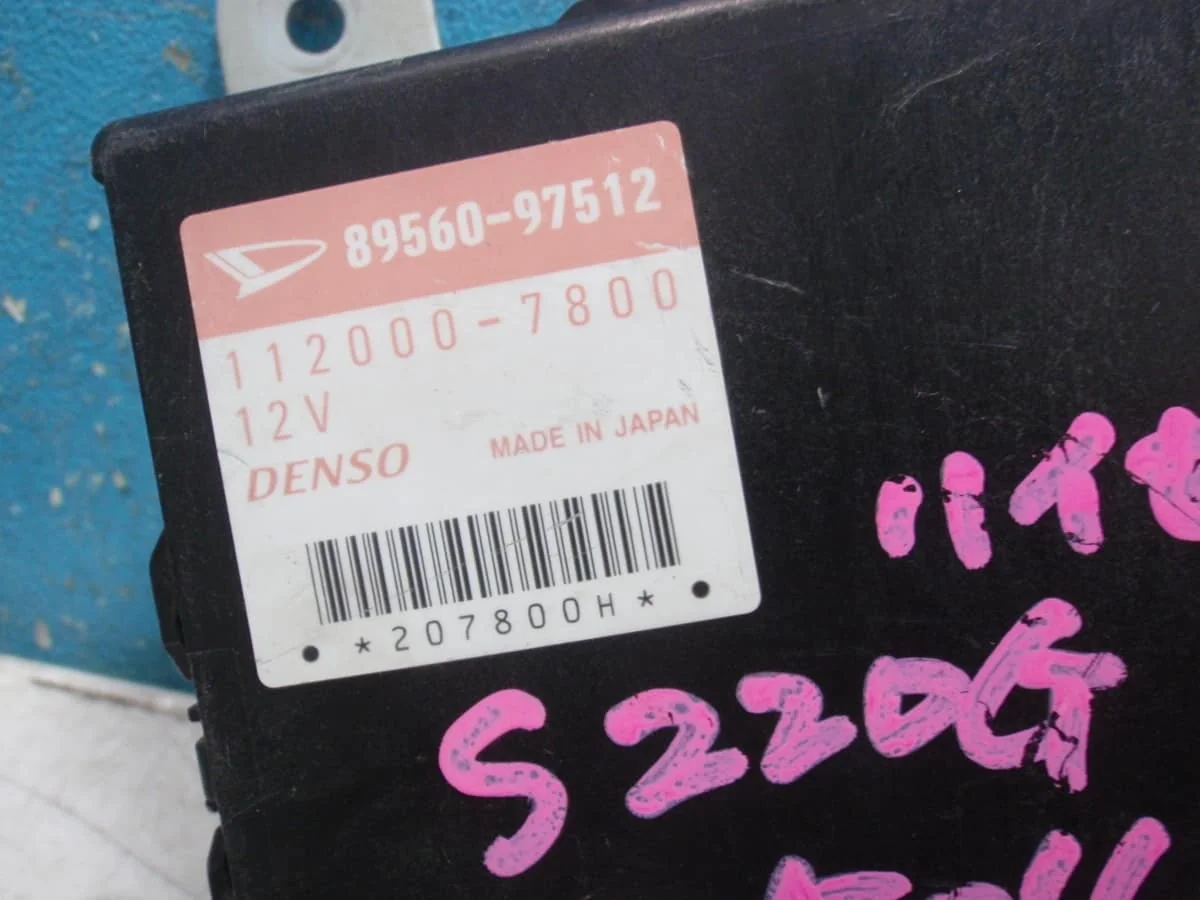 89560-97512
112000-7800
12V
DENSO MADE IN JAPAN
*207800H*
S220G